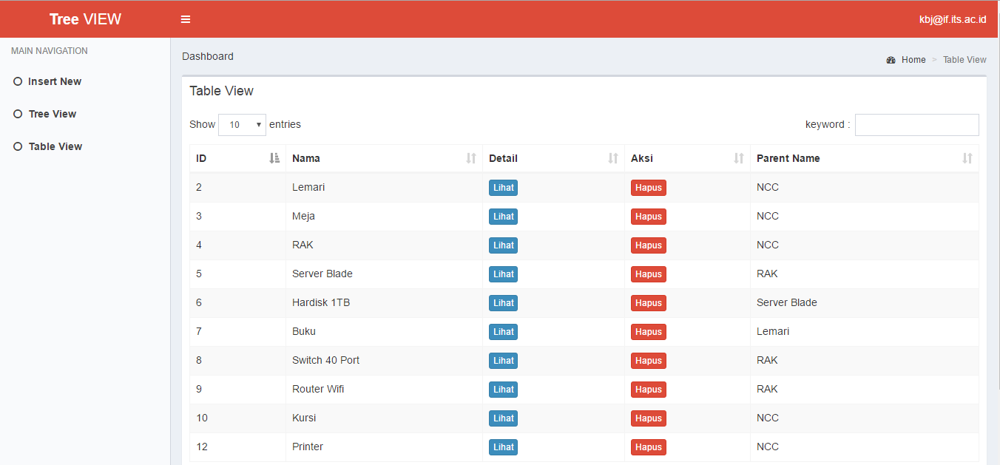 Tree VIEW
kbj@if.its.ac.id
MAIN NAVIGATION
Insert New
Tree View
Table View
Dashboard
Home > Table View
Table View
Show 10 entries
keyword :
ID Nama Detail Aksi Parent Name
2 Lemari Lihat Hapus NCC
3 Meja Lihat Hapus NCC
4 RAK Lihat Hapus NCC
5 Server Blade Lihat Hapus RAK
6 Hardisk 1TB Lihat Hapus Server Blade
7 Buku Lihat Hapus Lemari
8 Switch 40 Port Lihat Hapus RAK
9 Router Wifi Lihat Hapus RAK
10 Kursi Lihat Hapus NCC
12 Printer Lihat Hapus NCC